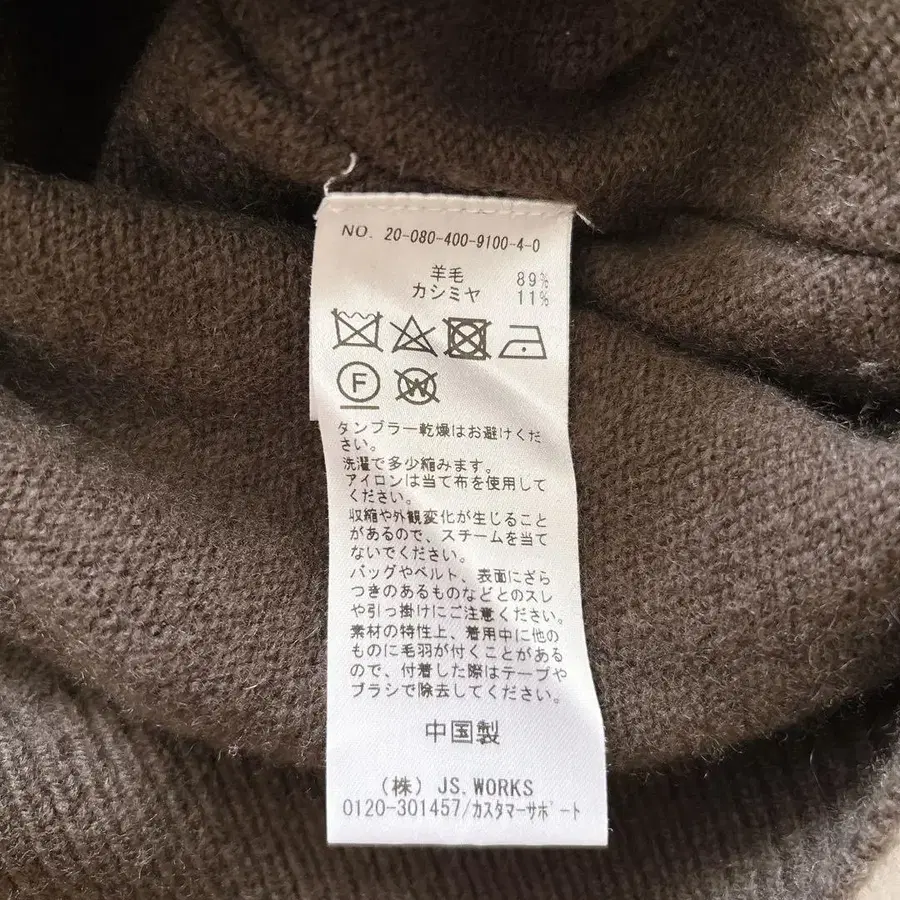 NO. 20-080-400-9100-4-0
羊毛 89%
カシミヤ 11%
F W
タンブラー乾燥はお避けくだ
さい。
洗濯で多少縮みます。
アイロンは当て布を使用して
ください。
収縮や外観変化が生じること
があるので、スチームを当て
ないでください。
バッグやベルト、表面にざら
つきのあるものなどとのスレ
や引っ掛けにご注意ください。
素材の特性上、着用中に他の
ものに毛羽が付くことがある
ので、付着した際はテープや
ブラシで除去してください。
中国製
(株) JS.WORKS
0120-301457/カスタマーサポート